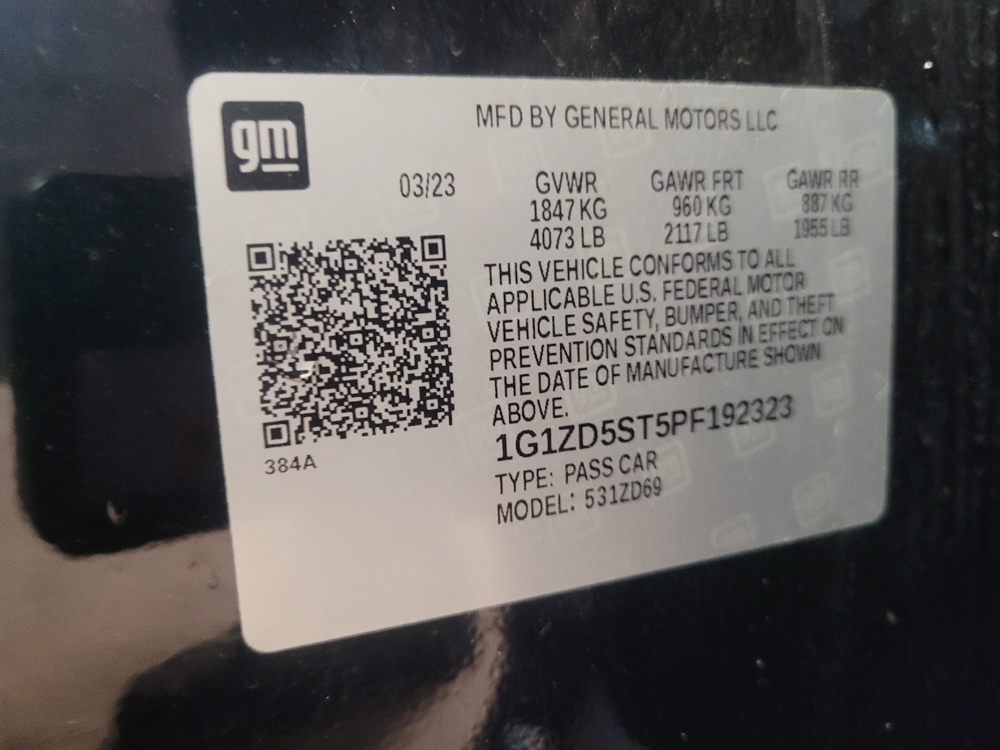 gm
MFD BY GENERAL MOTORS LLC
03/23 GVWR GAWR FRT GAWR RR
1847 KG 960 KG 887 KG
4073 LB 2117 LB 1955 LB
THIS VEHICLE CONFORMS TO ALL
APPLICABLE U.S. FEDERAL MOTOR
VEHICLE SAFETY, BUMPER, AND THEFT
PREVENTION STANDARDS IN EFFECT ON
THE DATE OF MANUFACTURE SHOWN
ABOVE.
1G1ZD5ST5PF192323
384A
TYPE: PASS CAR
MODEL: 531ZD69